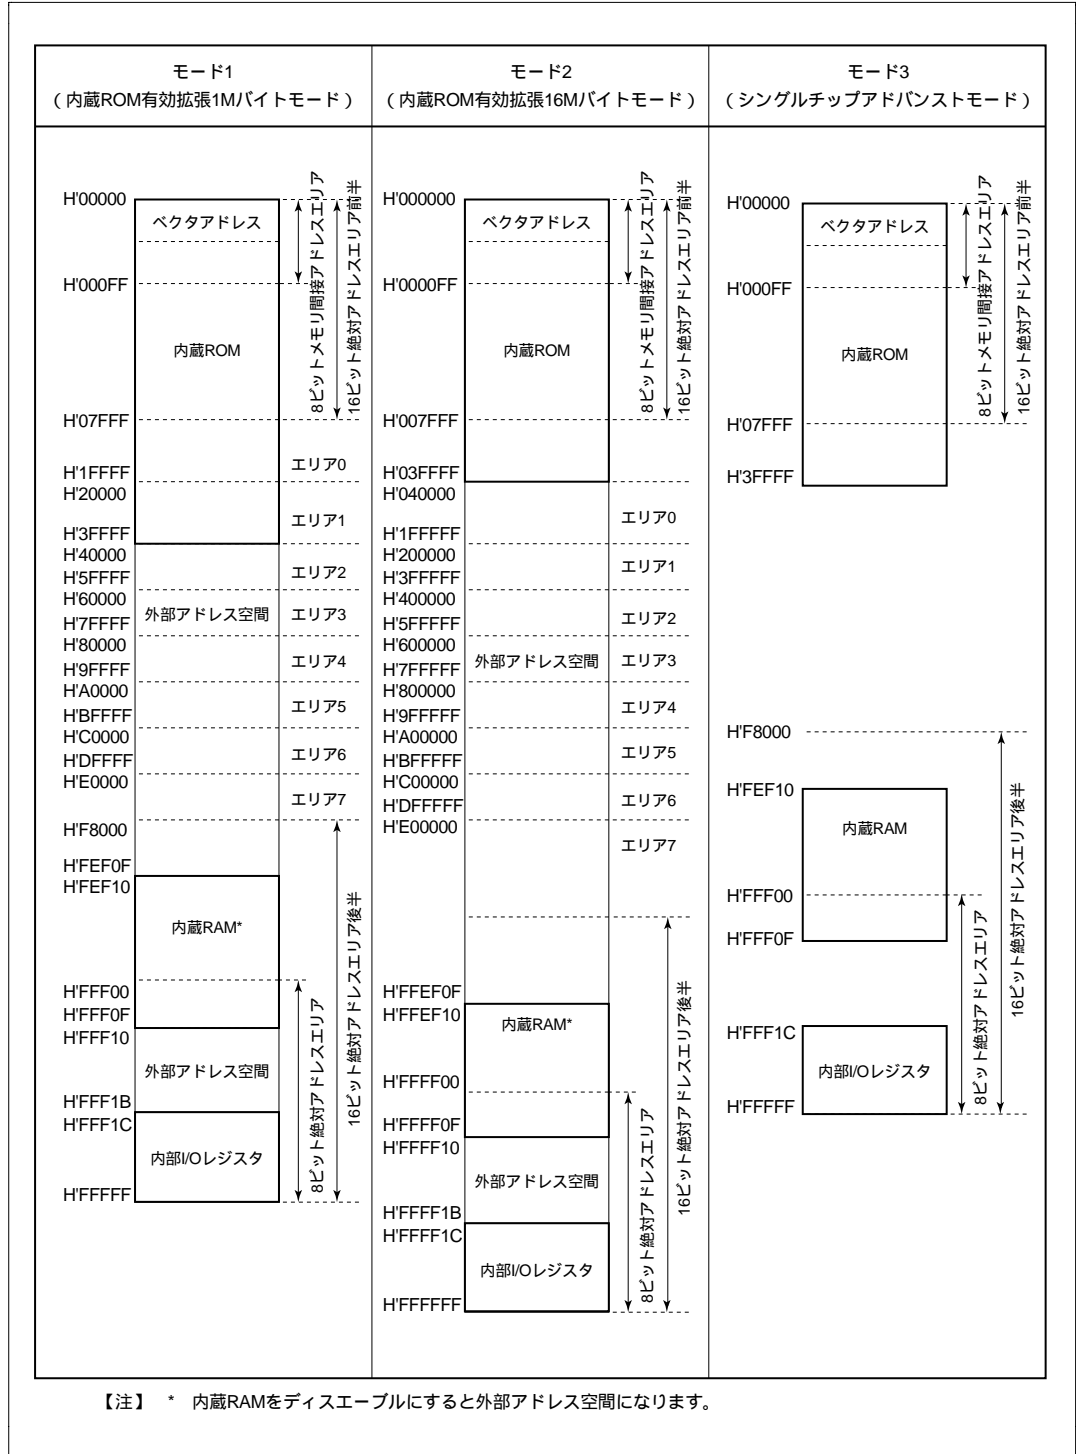 モード1
（内蔵ROM有効拡張1Mバイトモード）
H'00000
ベクタアドレス
H'000FF
内蔵ROM
H'07FFF
H'1FFFF
H'20000
H'3FFFF
H'40000
H'5FFFF
H'60000
外部アドレス空間
H'7FFFF
H'80000
H'9FFFF
H'A0000
H'BFFFF
H'C0000
H'DFFFF
H'E0000
H'F8000
H'FEF0F
H'FEF10
内蔵RAM*
H'FFF00
H'FFF0F
H'FFF10
外部アドレス空間
H'FFF1B
H'FFF1C
内部I/Oレジスタ
H'FFFFF
エリア0
エリア1
エリア2
エリア3
エリア4
エリア5
エリア6
エリア7
8ビットメモリ間接アドレスエリア
16ビット絶対アドレスエリア前半
8ビット絶対アドレスエリア
16ビット絶対アドレスエリア後半
モード2
（内蔵ROM有効拡張16Mバイトモード）
H'000000
ベクタアドレス
H'0000FF
内蔵ROM
H'007FFF
H'03FFFF
H'040000
H'1FFFFF
H'200000
H'3FFFFF
H'400000
H'5FFFFF
H'600000
外部アドレス空間
H'7FFFFF
H'800000
H'9FFFFF
H'A00000
H'BFFFFF
H'C00000
H'DFFFFF
H'E00000
H'FFEF0F
H'FFEF10
内蔵RAM*
H'FFFF00
H'FFFF0F
H'FFFF10
外部アドレス空間
H'FFFF1B
H'FFFF1C
内部I/Oレジスタ
H'FFFFFF
エリア0
エリア1
エリア2
エリア3
エリア4
エリア5
エリア6
エリア7
8ビットメモリ間接アドレスエリア
16ビット絶対アドレスエリア前半
8ビット絶対アドレスエリア
16ビット絶対アドレスエリア後半
モード3
（シングルチップアドバンストモード）
H'00000
ベクタアドレス
H'000FF
内蔵ROM
H'07FFF
H'3FFFF
H'F8000
H'FEF10
内蔵RAM
H'FFF00
H'FFF0F
H'FFF1C
内部I/Oレジスタ
H'FFFFF
8ビットメモリ間接アドレスエリア
16ビット絶対アドレスエリア前半
8ビット絶対アドレスエリア
16ビット絶対アドレスエリア後半
【注】 * 内蔵RAMをディスエーブルにすると外部アドレス空間になります。